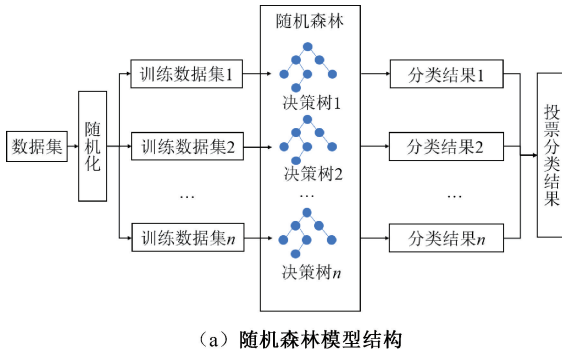 随机森林
训练数据集1
决策树1
分类结果1
数据集
随机化
训练数据集2
决策树2
分类结果2
投票分类结果
…
…
…
训练数据集n
决策树n
分类结果n
(a) 随机森林模型结构